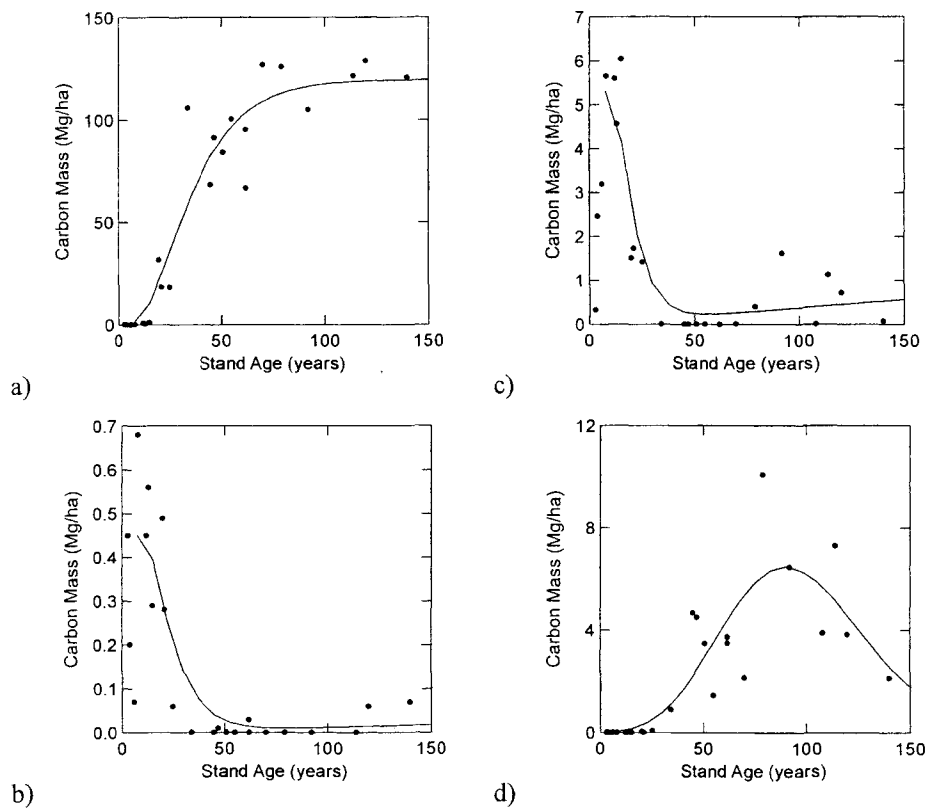 150
100
50
0
Carbon Mass (Mg/ha)
0 50 100 150
Stand Age (years)
a)
7
6
5
4
3
2
1
0
Carbon Mass (Mg/ha)
0 50 100 150
Stand Age (years)
c)
0.7
0.6
0.5
0.4
0.3
0.2
0.1
0.0
Carbon Mass (Mg/ha)
0 50 100 150
Stand Age (years)
b)
12
8
4
0
Carbon Mass (Mg/ha)
0 50 100 150
Stand Age (years)
d)